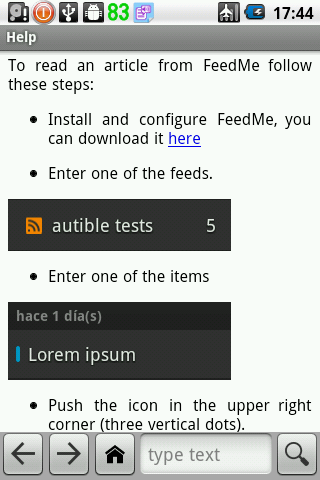 83
17:44
Help
To read an article from FeedMe follow
these steps:
Install and configure FeedMe, you
can download it here
Enter one of the feeds.
autible tests 5
Enter one of the items
hace 1 día(s)
Lorem ipsum
Push the icon in the upper right
corner (three vertical dots).
type text